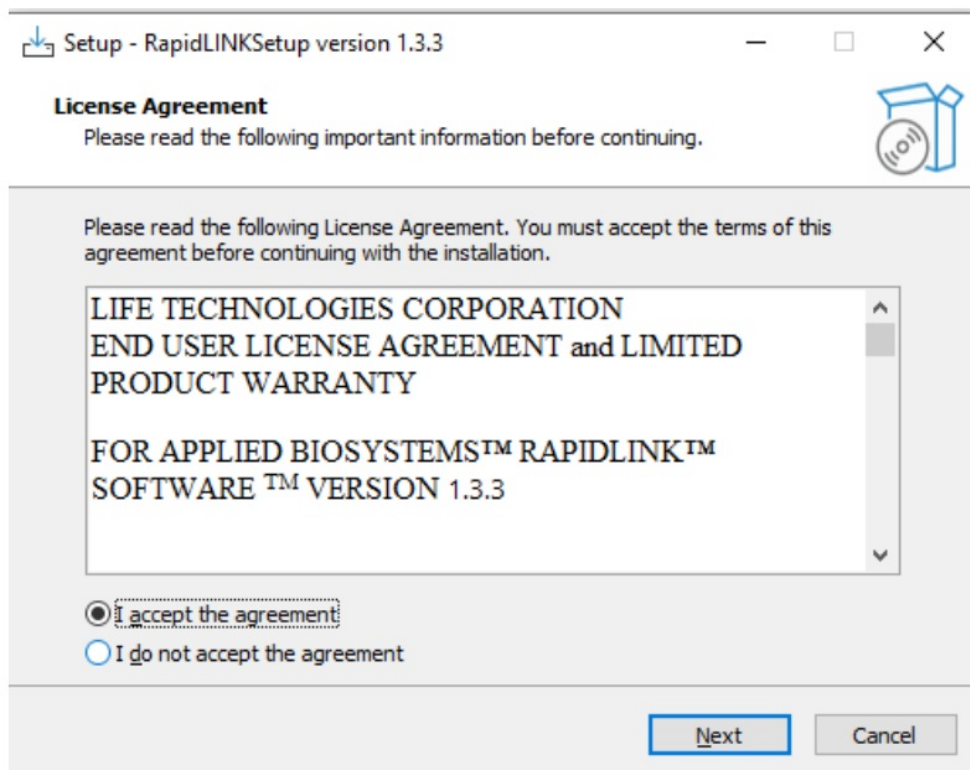 Setup - RapidLINKSetup version 1.3.3
License Agreement
Please read the following important information before continuing.
Please read the following License Agreement. You must accept the terms of this
agreement before continuing with the installation.
LIFE TECHNOLOGIES CORPORATION
END USER LICENSE AGREEMENT and LIMITED
PRODUCT WARRANTY
FOR APPLIED BIOSYSTEMS™ RAPIDLINK™
SOFTWARE ™ VERSION 1.3.3
I accept the agreement
I do not accept the agreement
Next
Cancel